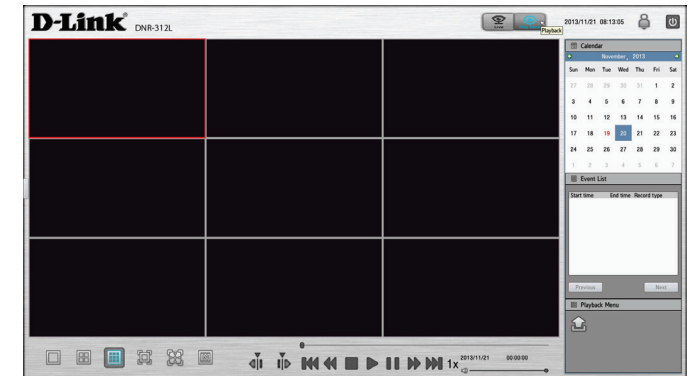 D-Link DNR-312L
Playback
2013/11/21 08:13:05
Calendar
November, 2013
Sun Mon Tue Wed Thu Fri Sat
27 28 29 30 31 1 2
3 4 5 6 7 8 9
10 11 12 13 14 15 16
17 18 19 20 21 22 23
24 25 26 27 28 29 30
1 2 3 4 5 6 7
Event List
Start time End time Record type
Previous Next
Playback Menu
1x 2013/11/21 00:00:00